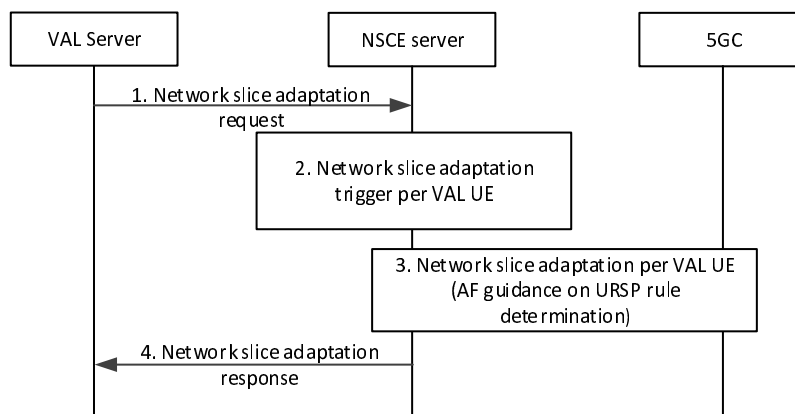 VAL Server
NSCE server
5GC
1. Network slice adaptation
request
2. Network slice adaptation
trigger per VAL UE
3. Network slice adaptation per VAL UE
(AF guidance on URSP rule
determination)
4. Network slice adaptation
response